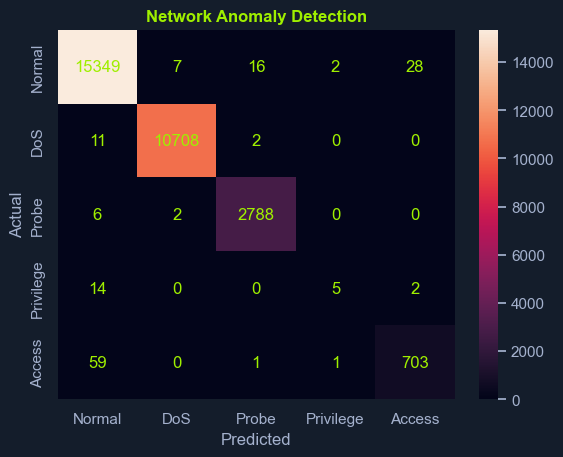 Network Anomaly Detection
Actual
Normal 15349 7 16 2 28
DoS 11 10708 2 0 0
Probe 6 2 2788 0 0
Privilege 14 0 0 5 2
Access 59 0 1 1 703
Normal DoS Probe Privilege Access
Predicted
14000
12000
10000
8000
6000
4000
2000
0